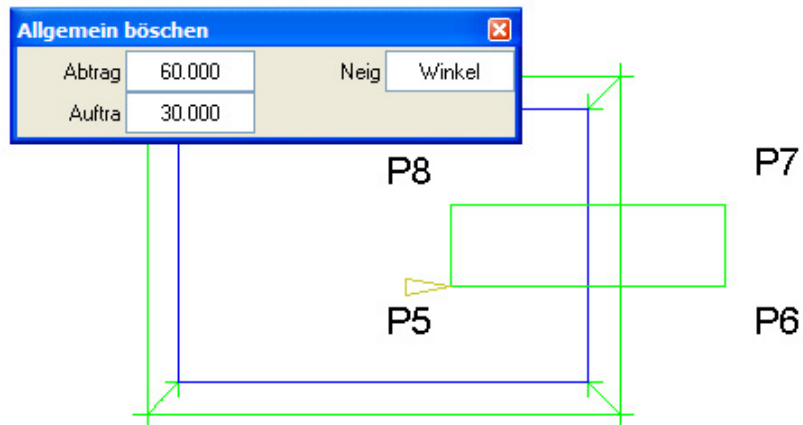 Allgemein böschen
Abtrag 60.000 Neig Winkel
Auftra 30.000
P8 P7
P5 P6